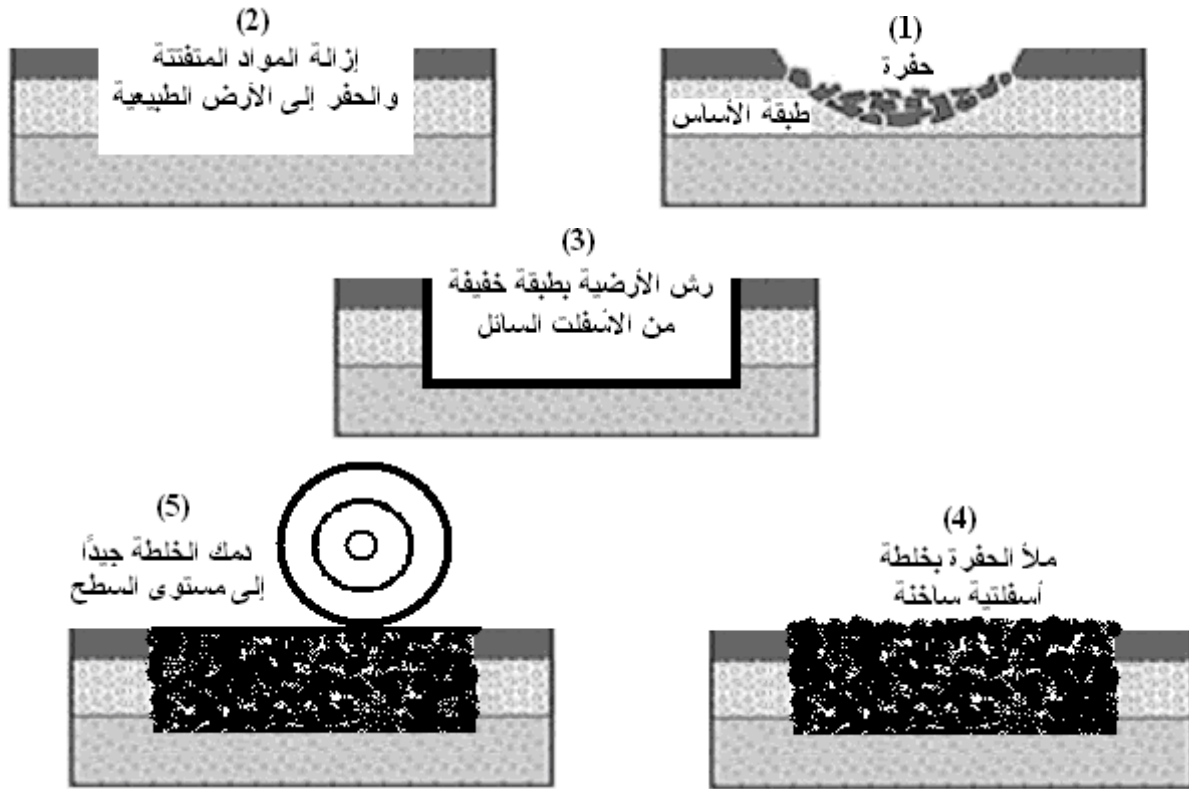 (1)
حفرة
طبقة الأساس
(2)
إزالة المواد المتفتتة
والحفر إلى الأرض الطبيعية
(3)
رش الأرضية بطبقة خفيفة
من الأسفلت السائل
(4)
ملأ الحفرة بخلطة
أسفلتية ساخنة
(5)
دمك الخلطة جيدًا
إلى مستوى السطح